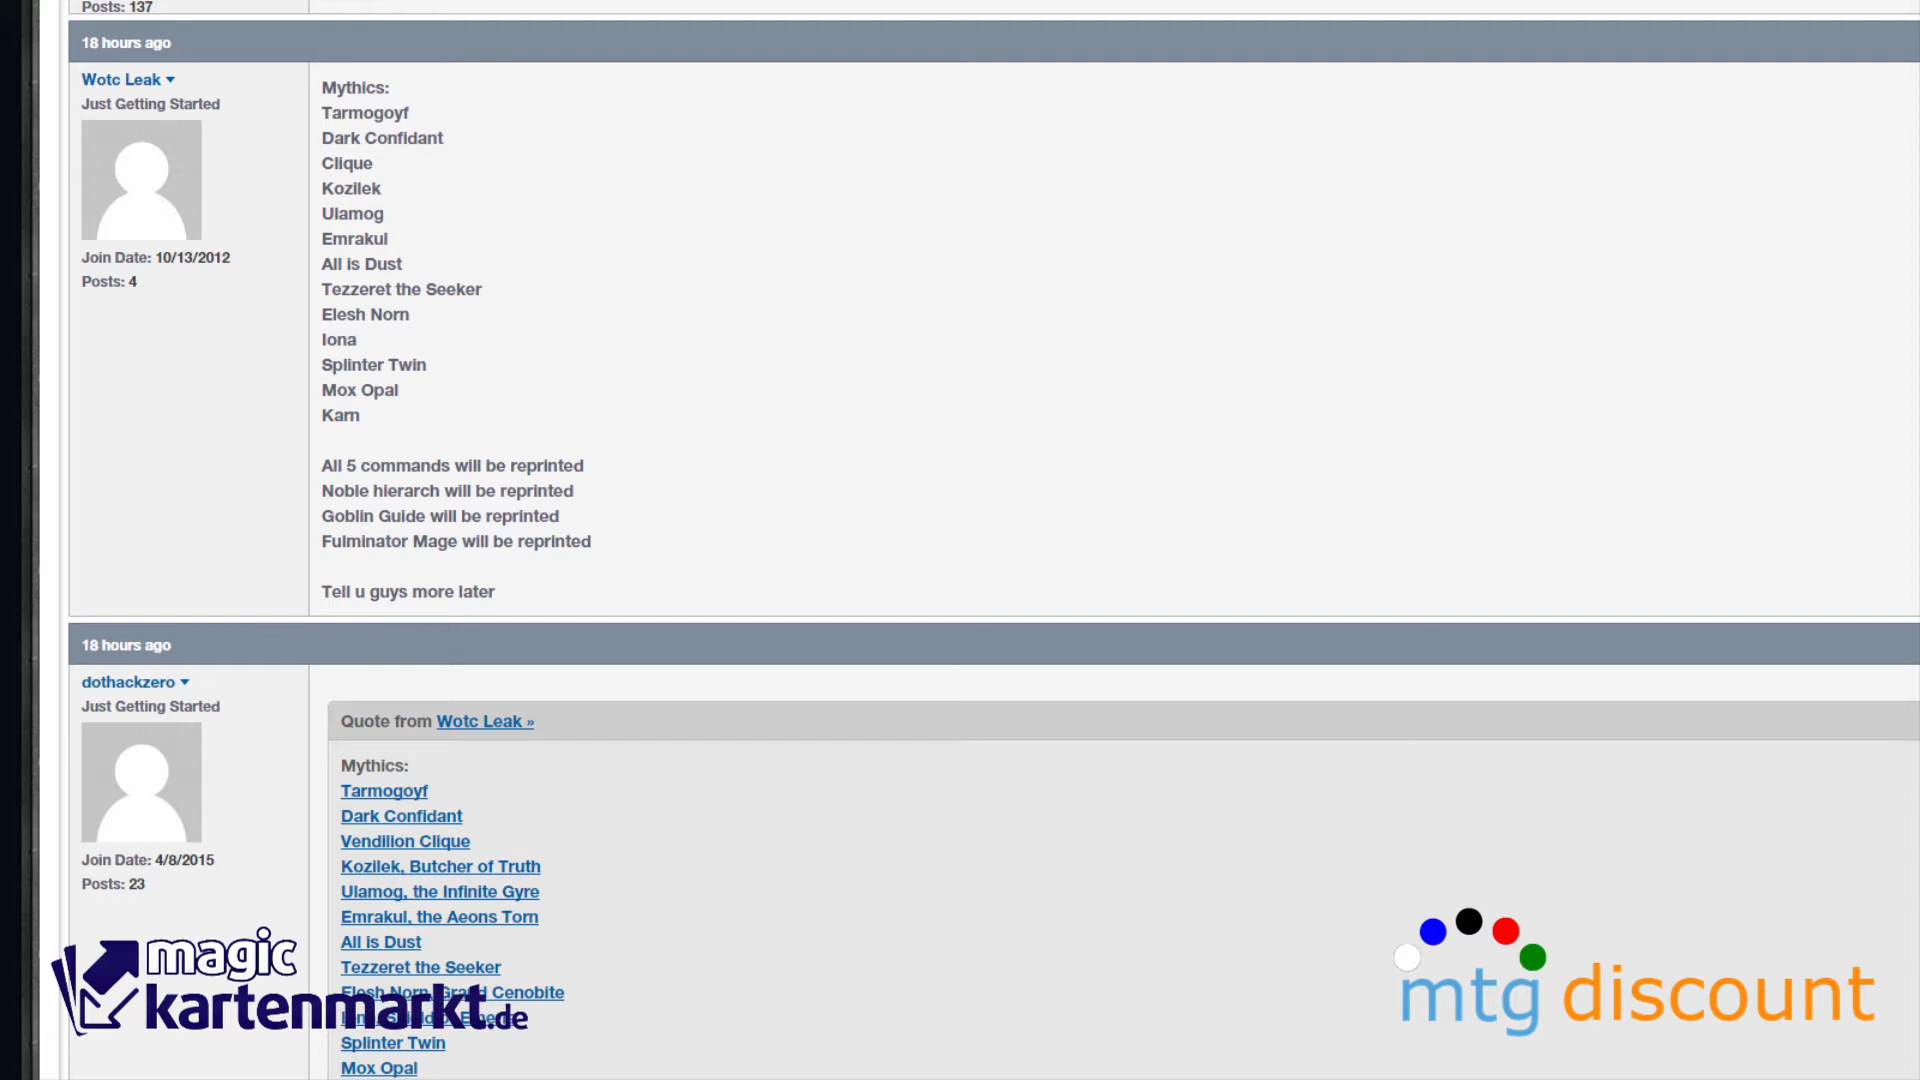 Posts: 137
18 hours ago
Wotc Leak
Just Getting Started
Join Date: 10/13/2012
Posts: 4
Mythics:
Tarmogoyf
Dark Confidant
Clique
Kozilek
Ulamog
Emrakul
All is Dust
Tezzeret the Seeker
Elesh Norn
Iona
Splinter Twin
Mox Opal
Karn
All 5 commands will be reprinted
Noble hierarch will be reprinted
Goblin Guide will be reprinted
Fulminator Mage will be reprinted
Tell u guys more later
18 hours ago
dothackzero
Just Getting Started
Join Date: 4/8/2015
Posts: 23
Quote from Wotc Leak »
Mythics:
Tarmogoyf
Dark Confidant
Vendilion Clique
Kozilek, Butcher of Truth
Ulamog, the Infinite Gyre
Emrakul, the Aeons Torn
All is Dust
Tezzeret the Seeker
Elesh Norn, Grand Cenobite
Splinter Twin
Mox Opal
magic
kartenmarkt.de
mtg discount